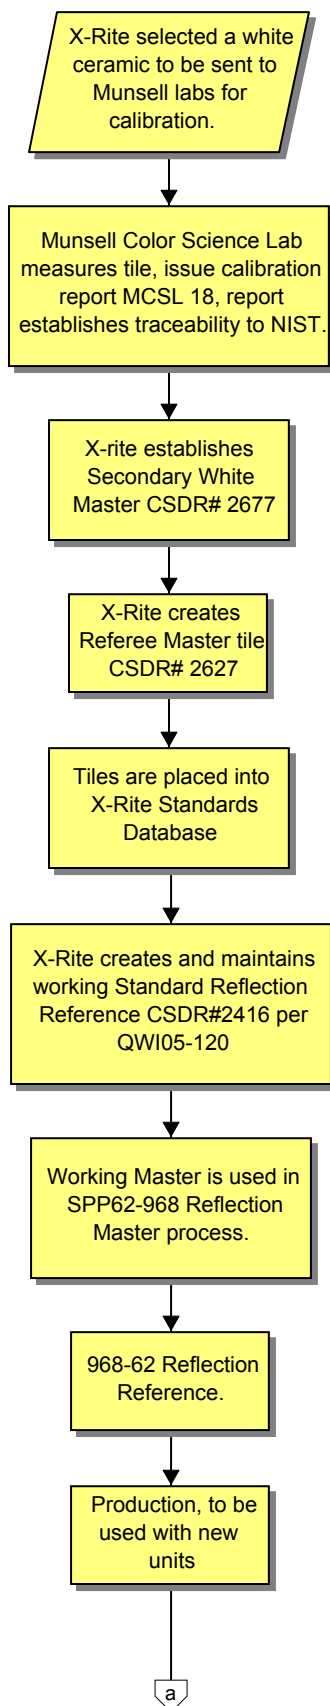 X-Rite selected a white
ceramic to be sent to
Munsell labs for
calibration.
Munsell Color Science Lab
measures tile, issue calibration
report MCSL 18, report
establishes traceability to NIST.
X-rite establishes
Secondary White
Master CSDR# 2677
X-Rite creates
Referee Master tile
CSDR# 2627
Tiles are placed into
X-Rite Standards
Database
X-Rite creates and maintains
working Standard Reflection
Reference CSDR#2416 per
QWI05-120
Working Master is used in
SPP62-968 Reflection
Master process.
968-62 Reflection
Reference.
Production, to be
used with new
units
a